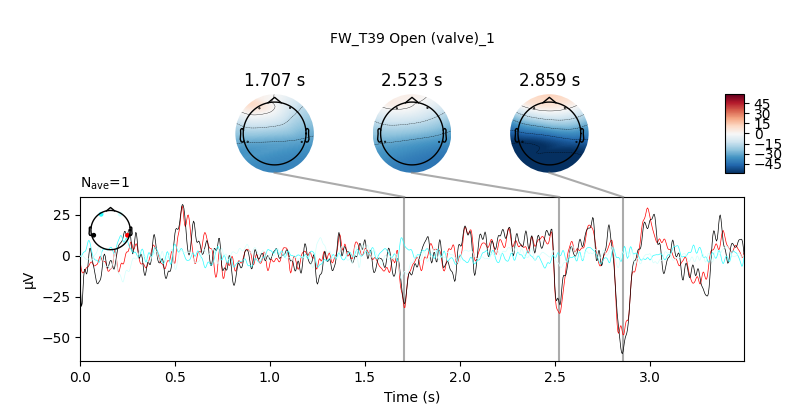 FW_T39 Open (valve)_1
1.707 s 2.523 s 2.859 s
45
30
15
0
−15
−30
−45
Nave=1
25
0
−25
−50
µV
0.0 0.5 1.0 1.5 2.0 2.5 3.0
Time (s)